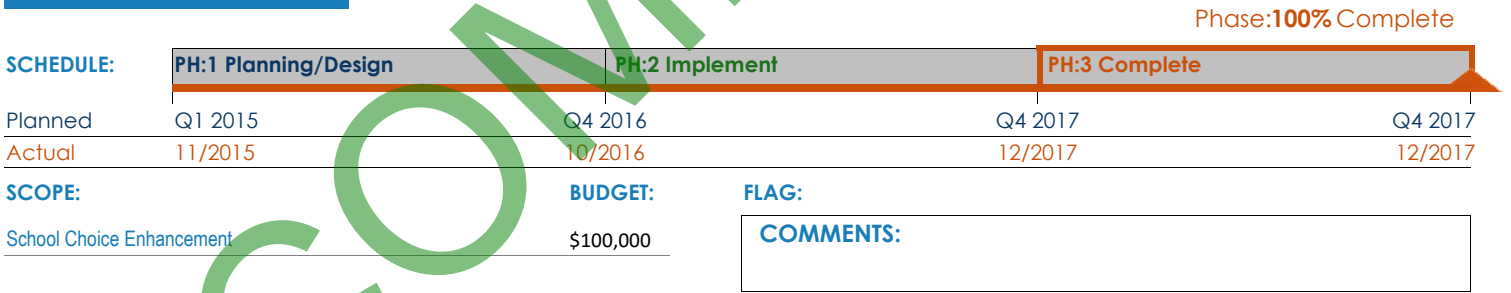 Phase:100% Complete
SCHEDULE: PH:1 Planning/Design PH:2 Implement PH:3 Complete
Planned Q1 2015 Q4 2016 Q4 2017 Q4 2017
Actual 11/2015 10/2016 12/2017 12/2017
SCOPE: BUDGET: FLAG:
School Choice Enhancement $100,000 COMMENTS: